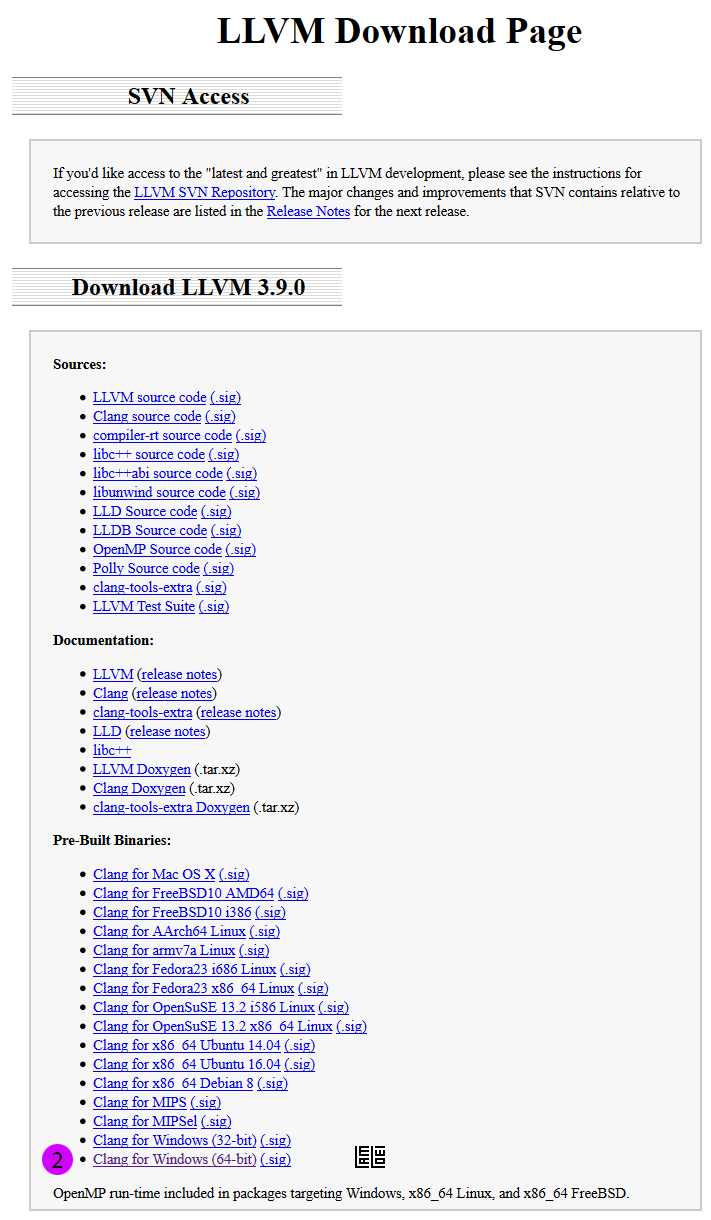 LLVM Download Page
SVN Access
If you'd like access to the "latest and greatest" in LLVM development, please see the instructions for
accessing the LLVM SVN Repository. The major changes and improvements that SVN contains relative to
the previous release are listed in the Release Notes for the next release.
Download LLVM 3.9.0
Sources:
• LLVM source code (.sig)
• Clang source code (.sig)
• compiler-rt source code (.sig)
• libc++ source code (.sig)
• libc++abi source code (.sig)
• libunwind source code (.sig)
• LLD Source code (.sig)
• LLDB Source code (.sig)
• OpenMP Source code (.sig)
• Polly Source code (.sig)
• clang-tools-extra (.sig)
• LLVM Test Suite (.sig)
Documentation:
• LLVM (release notes)
• Clang (release notes)
• clang-tools-extra (release notes)
• LLD (release notes)
• libc++
• LLVM Doxygen (.tar.xz)
• Clang Doxygen (.tar.xz)
• clang-tools-extra Doxygen (.tar.xz)
Pre-Built Binaries:
• Clang for Mac OS X (.sig)
• Clang for FreeBSD10 AMD64 (.sig)
• Clang for FreeBSD10 i386 (.sig)
• Clang for AArch64 Linux (.sig)
• Clang for armv7a Linux (.sig)
• Clang for Fedora23 i686 Linux (.sig)
• Clang for Fedora23 x86_64 Linux (.sig)
• Clang for OpenSuSE 13.2 i586 Linux (.sig)
• Clang for OpenSuSE 13.2 x86_64 Linux (.sig)
• Clang for x86_64 Ubuntu 14.04 (.sig)
• Clang for x86_64 Ubuntu 16.04 (.sig)
• Clang for x86_64 Debian 8 (.sig)
• Clang for MIPS (.sig)
• Clang for MIPSel (.sig)
• Clang for Windows (32-bit) (.sig)
2 • Clang for Windows (64-bit) (.sig)
OpenMP run-time included in packages targeting Windows, x86_64 Linux, and x86_64 FreeBSD.